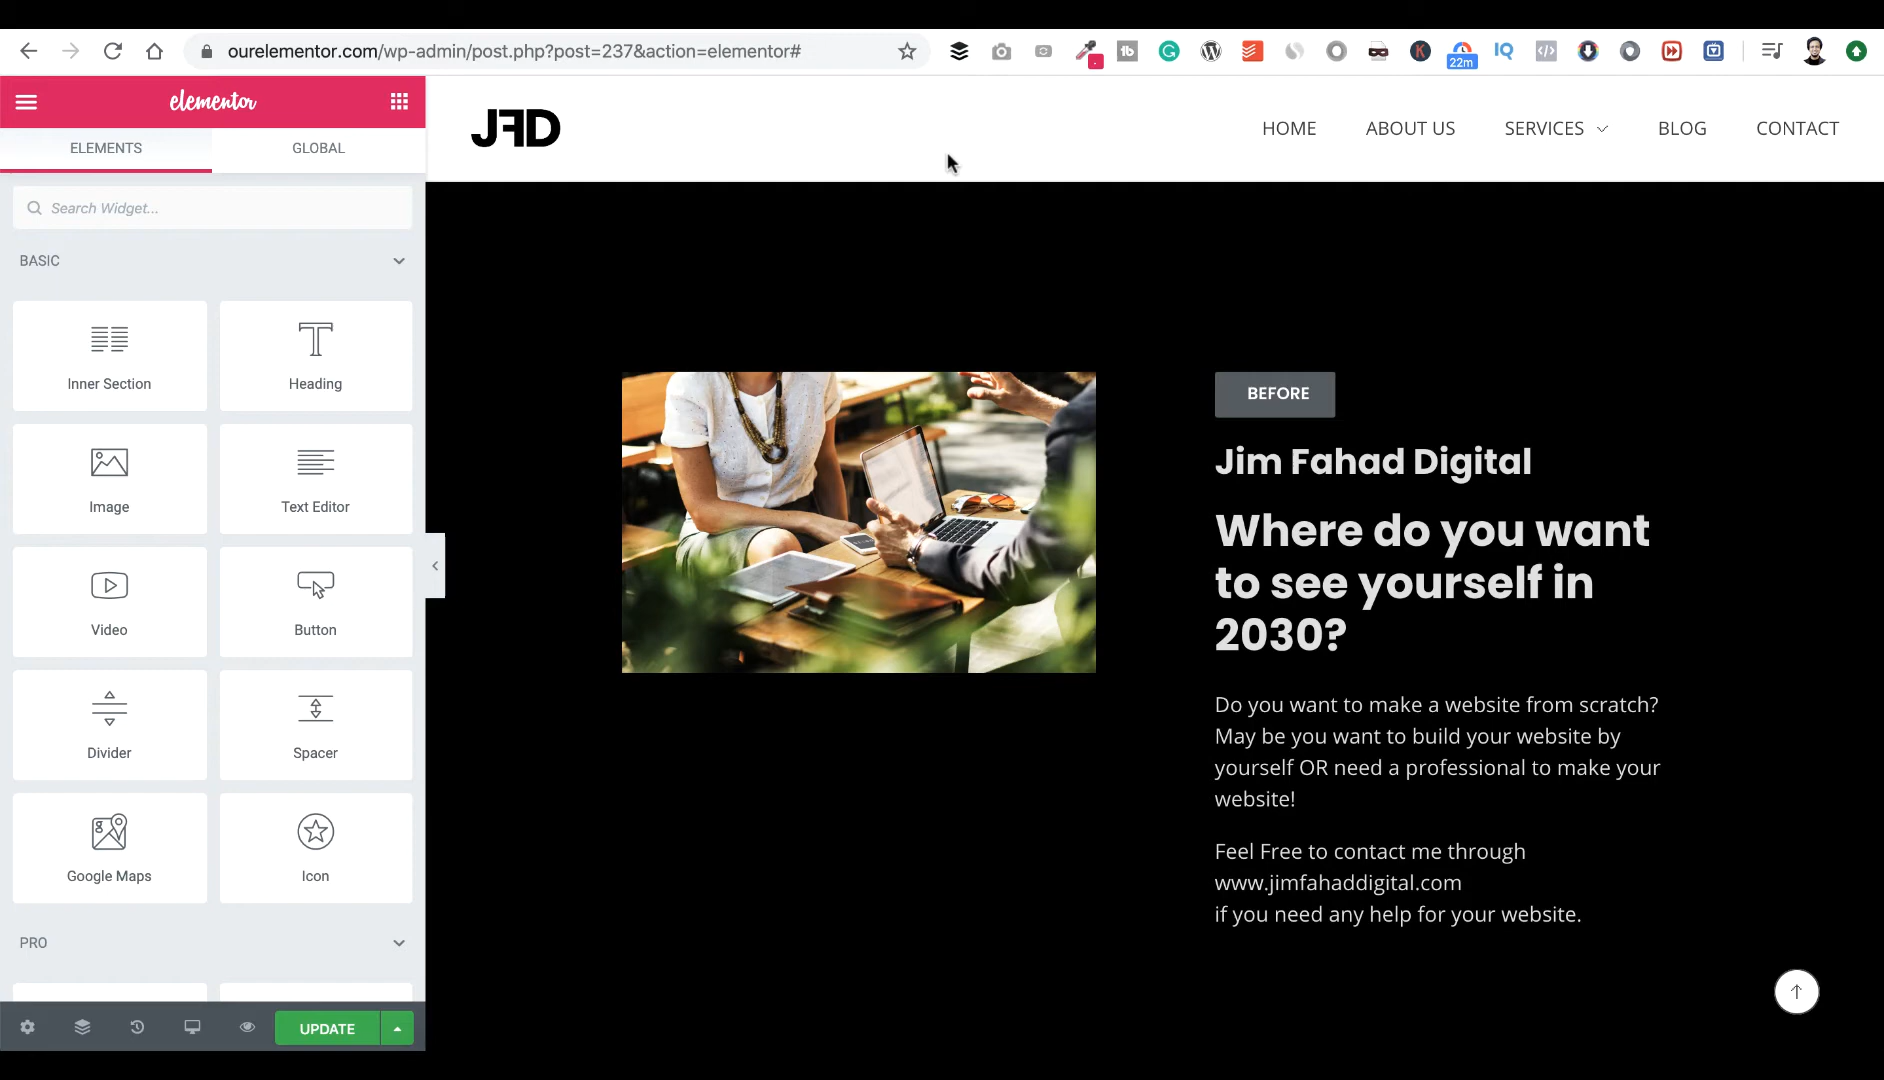 ourelementor.com/wp-admin/post.php?post=237&action=elementor#
22m
elementor
ELEMENTS
GLOBAL
Search Widget...
BASIC
Inner Section
Heading
Image
Text Editor
Video
Button
Divider
Spacer
Google Maps
Icon
PRO
UPDATE
JFD
HOME
ABOUT US
SERVICES
BLOG
CONTACT
BEFORE
Jim Fahad Digital
Where do you want
to see yourself in
2030?
Do you want to make a website from scratch?
May be you want to build your website by
yourself OR need a professional to make your
website!
Feel Free to contact me through
www.jimfahaddigital.com
if you need any help for your website.